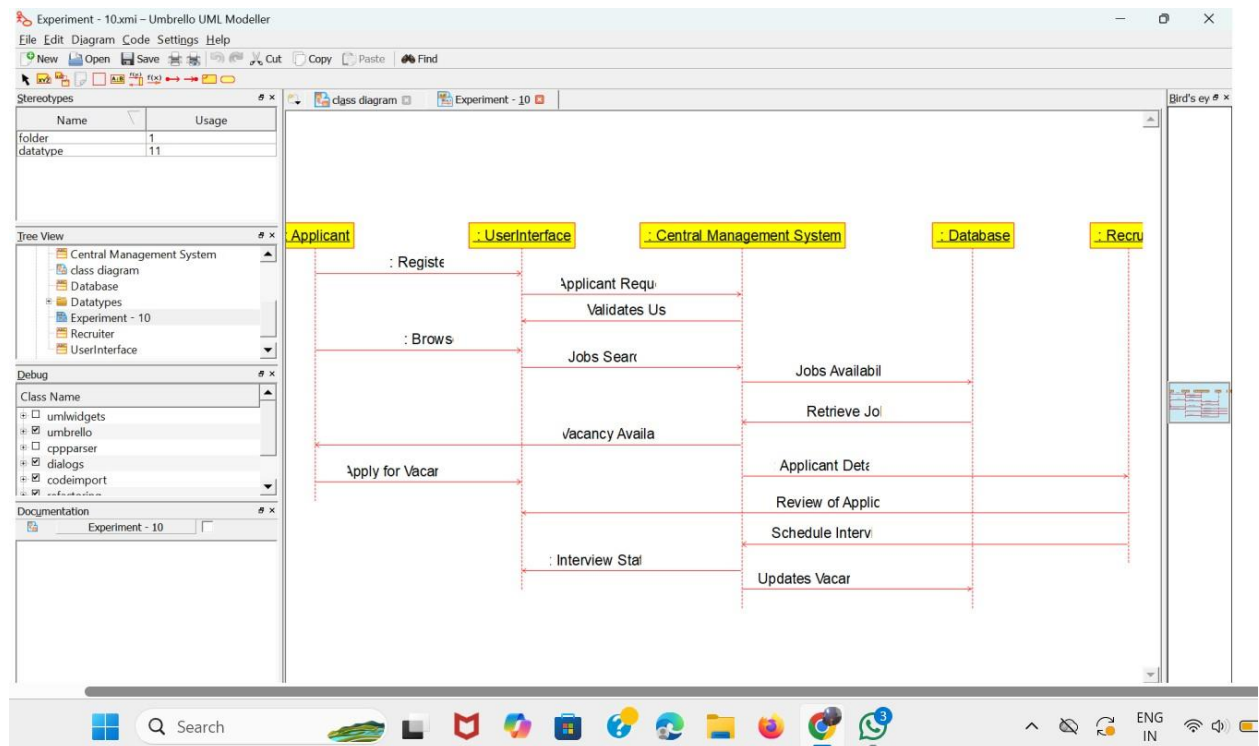 Experiment - 10.xmi – Umbrello UML Modeller
File Edit Diagram Code Settings Help
New Open Save Cut Copy Paste Find
Stereotypes
Name Usage
folder 1
datatype 11
Tree View
Central Management System
class diagram
Database
Datatypes
Experiment - 10
Recruiter
UserInterface
Debug
Class Name
umlwidgets
umbrello
cppparser
dialogs
codeimport
Documentation
Experiment - 10
class diagram Experiment - 10
Bird's ey
: Applicant : UserInterface : Central Management System : Database : Recru
: Registe
Applicant Requ
Validates Us
: Brows
Jobs Sear
Jobs Availabil
Retrieve Jo
Vacancy Availa
Apply for Vacar
Applicant Deta
Review of Applic
Schedule Intervi
: Interview Stat
Updates Vacar
Search
3
ENG
IN